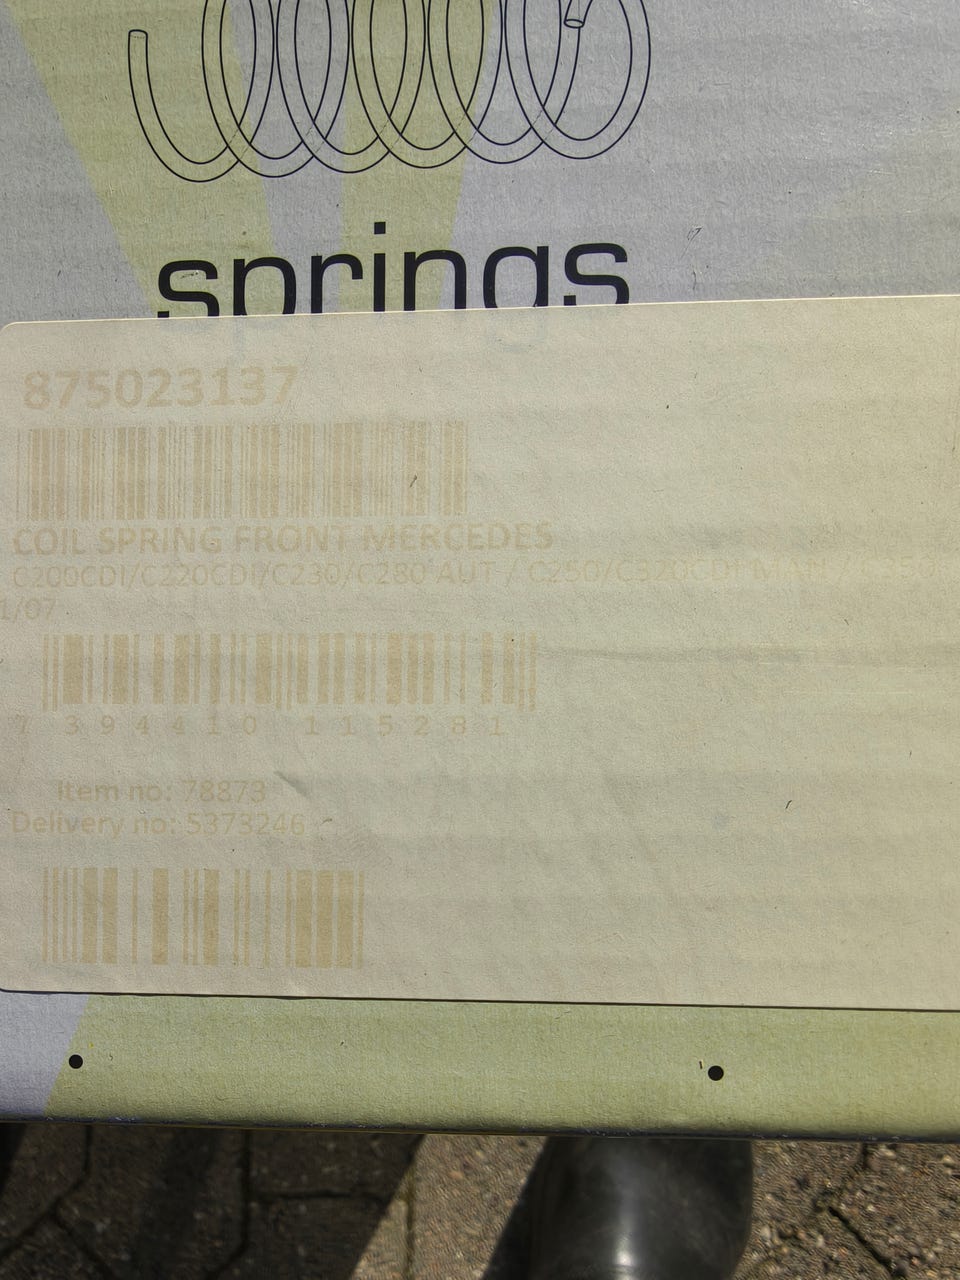 springs
875023137
COIL SPRING FRONT MERCEDES
C200CDI/C220CDI/C230/C280 AUT / C250/C320CDI MAN / C350
1/07
7 394410 115281
Item no: 78873
Delivery no: 5373246